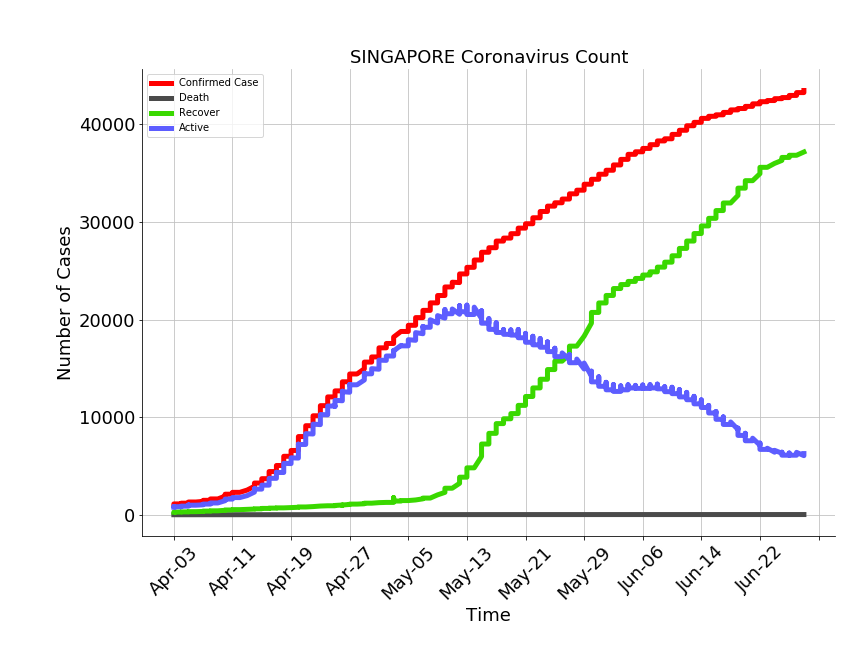 SINGAPORE Coronavirus Count
Confirmed Case
Death
Recover
Active
Number of Cases
40000
30000
20000
10000
0
Apr-03
Apr-11
Apr-19
Apr-27
May-05
May-13
May-21
May-29
Jun-06
Jun-14
Jun-22
Time